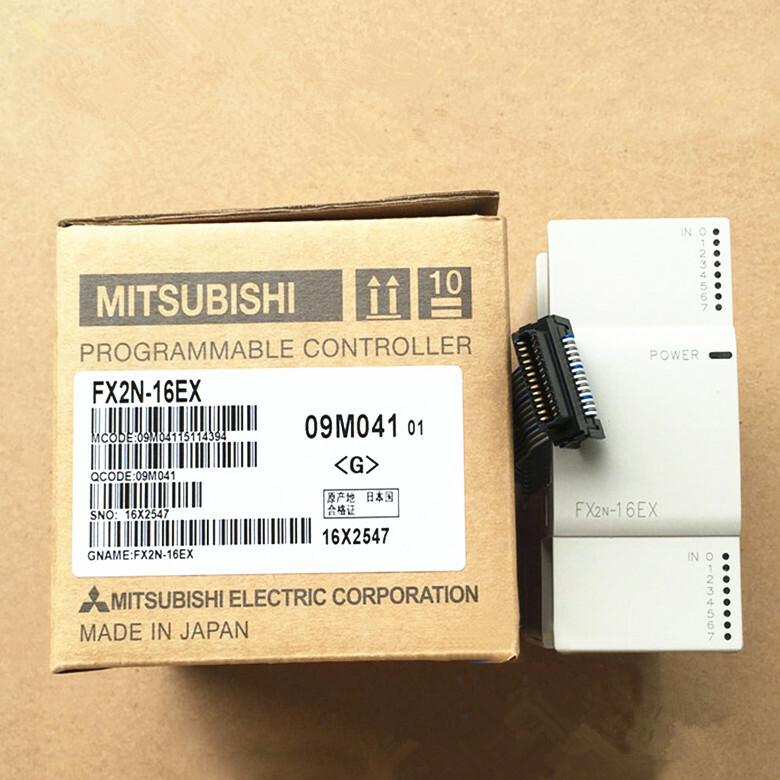 MITSUBISHI
10
PROGRAMMABLE CONTROLLER
FX2N-16EX
MCODE:09M04115114394
QCODE:09M041
SNO: 16X2547
GNAME:FX2N-16EX
09M041 01
<G>
原产地 日本国
合格证
16X2547
MITSUBISHI ELECTRIC CORPORATION
MADE IN JAPAN
IN 0
1
2
3
4
5
6
7
POWER
FX2N-16EX
IN 0
1
2
3
4
5
6
7